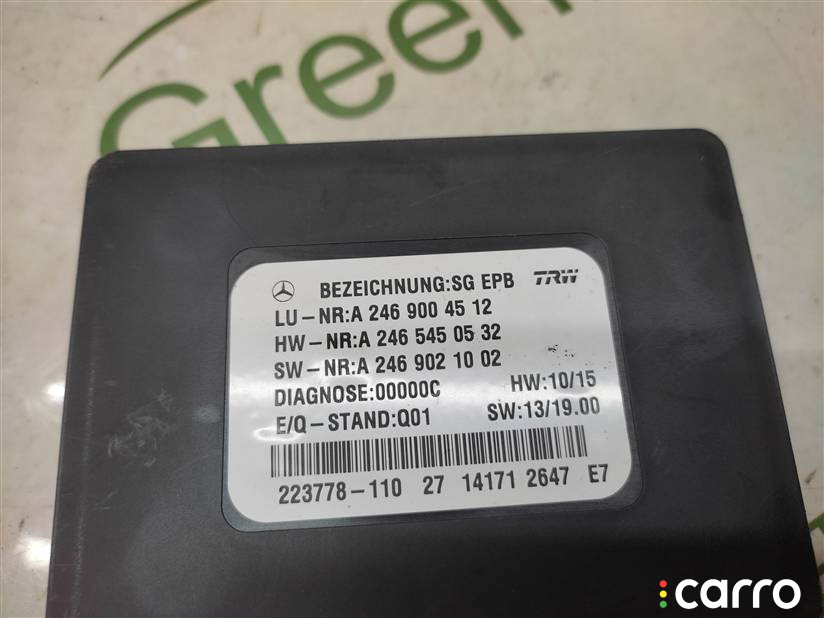 Green
BEZEICHNUNG:SG EPB TRW
LU-NR:A 246 900 45 12
HW-NR:A 246 545 05 32
SW-NR:A 246 902 10 02
DIAGNOSE:00000C HW:10/15
E/Q-STAND:Q01 SW:13/19.00
223778-110 27 14171 2647 E7
carro